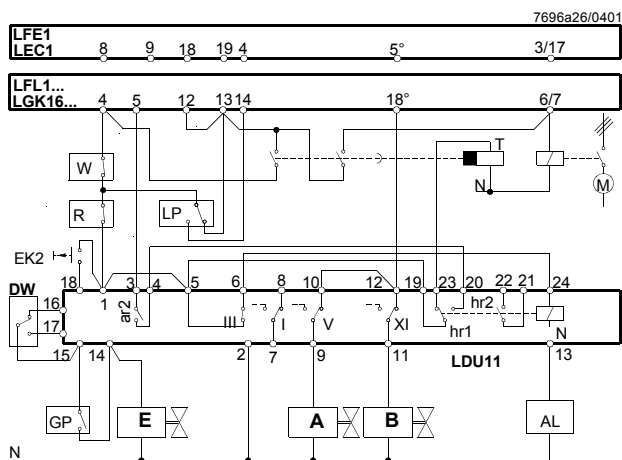 7696a26/0401
LFE1
LEC1
8 9 18 19 4 5° 3/17
LFL1...
LGK16...
4 5 12 13 14 18° 6/7
T
W
N
M
R
LP
EK2
DW
18 1 3 4 5 6 8 10 12 19 23 20 22 21 24
16
ar2
hr2
III I V XI
hr1
N
17
15 14 2 7 9 11 LDU11 13
GP E A B AL
N